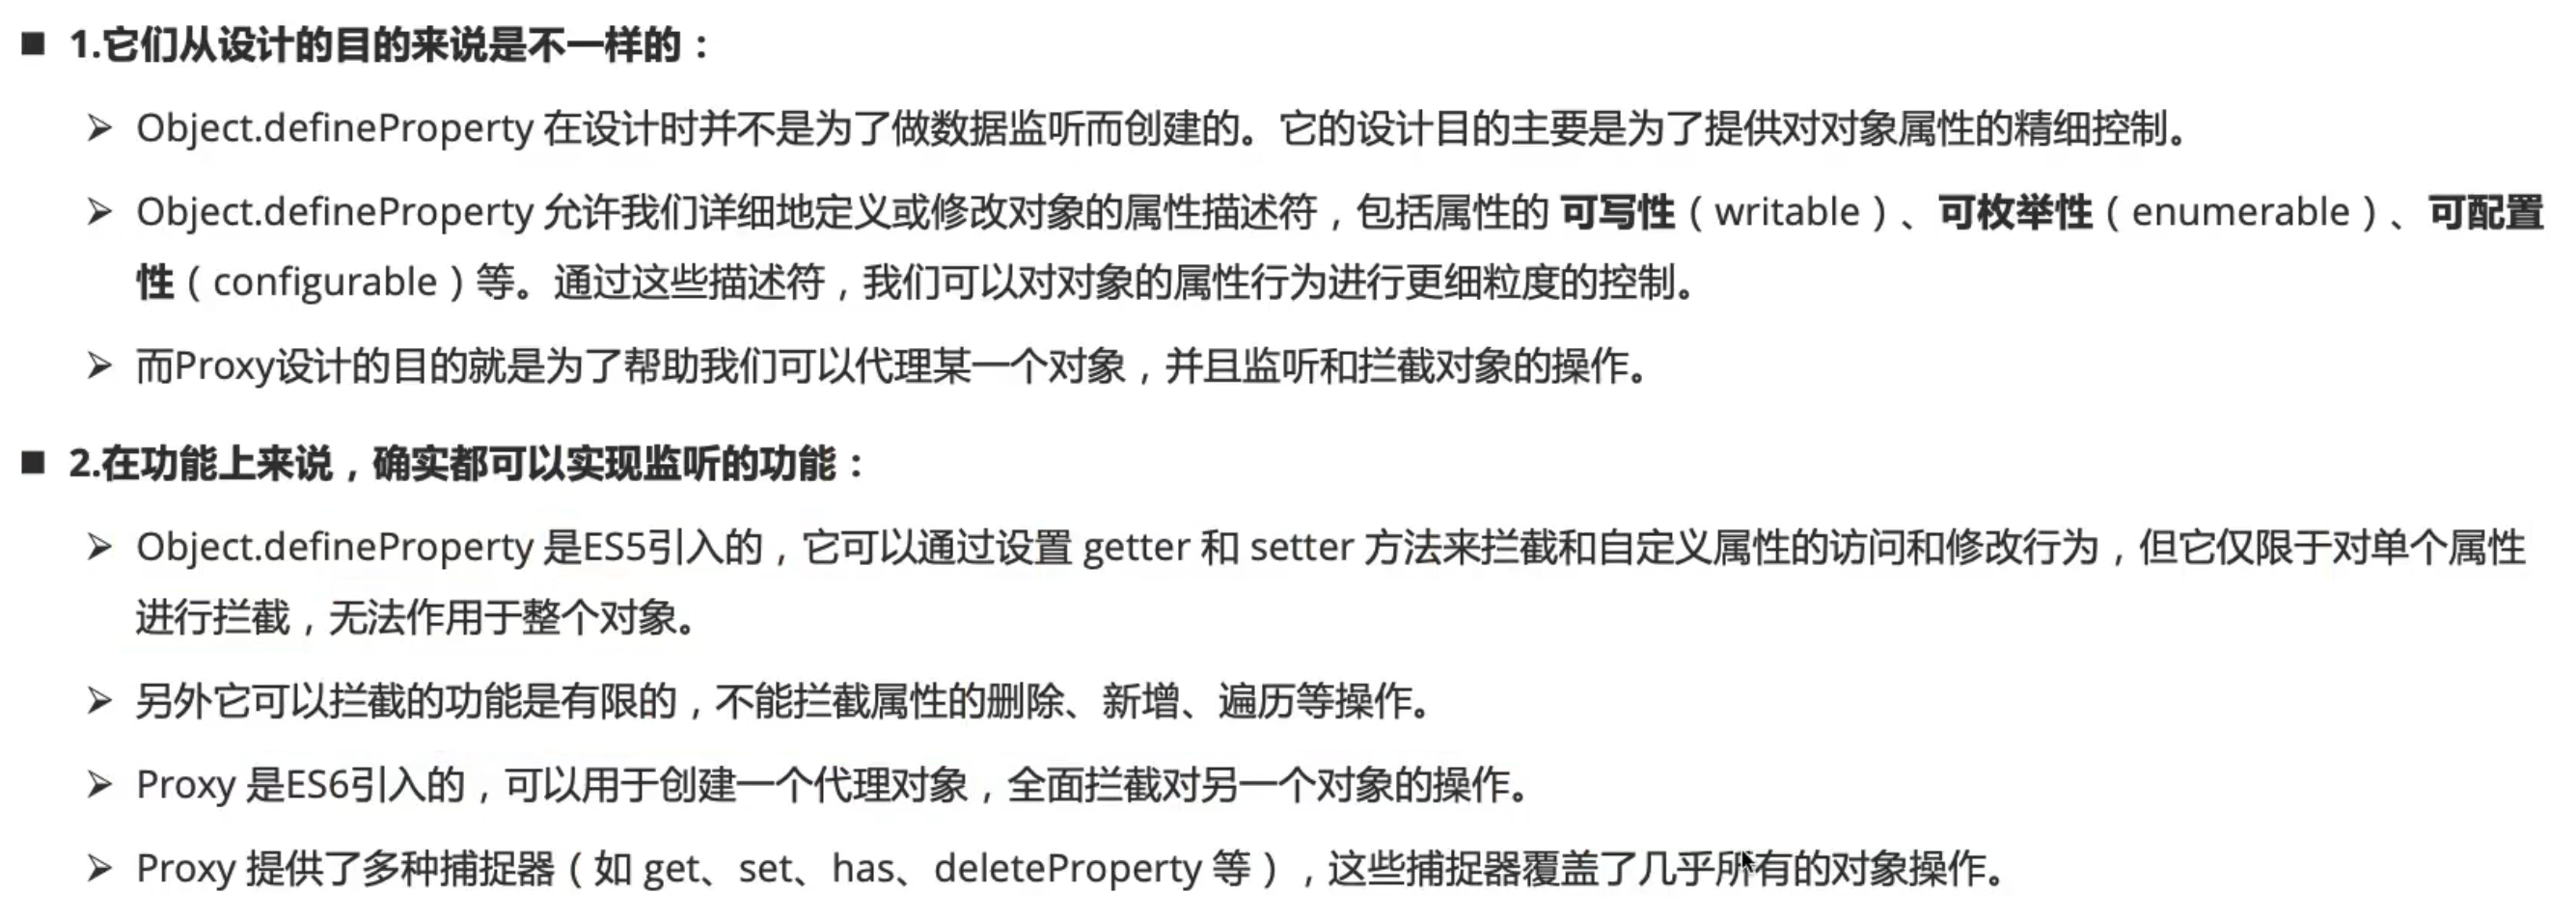 ■ 1.它们从设计的目的来说是不一样的：
➢ Object.defineProperty 在设计时并不是为了做数据监听而创建的。它的设计目的主要是为了提供对对象属性的精细控制。
➢ Object.defineProperty 允许我们详细地定义或修改对象的属性描述符，包括属性的 可写性（writable）、可枚举性（enumerable）、可配置
性（configurable）等。通过这些描述符，我们可以对对象的属性行为进行更细粒度的控制。
➢ 而Proxy设计的目的就是为了帮助我们可以代理某一个对象，并且监听和拦截对象的操作。
■ 2.在功能上来说，确实都可以实现监听的功能：
➢ Object.defineProperty 是ES5引入的，它可以通过设置 getter 和 setter 方法来拦截和自定义属性的访问和修改行为，但它仅限于对单个属性
进行拦截，无法作用于整个对象。
➢ 另外它可以拦截的功能是有限的，不能拦截属性的删除、新增、遍历等操作。
➢ Proxy 是ES6引入的，可以用于创建一个代理对象，全面拦截对另一个对象的操作。
➢ Proxy 提供了多种捕捉器（如 get、set、has、deleteProperty 等），这些捕捉器覆盖了几乎所有的对象操作。